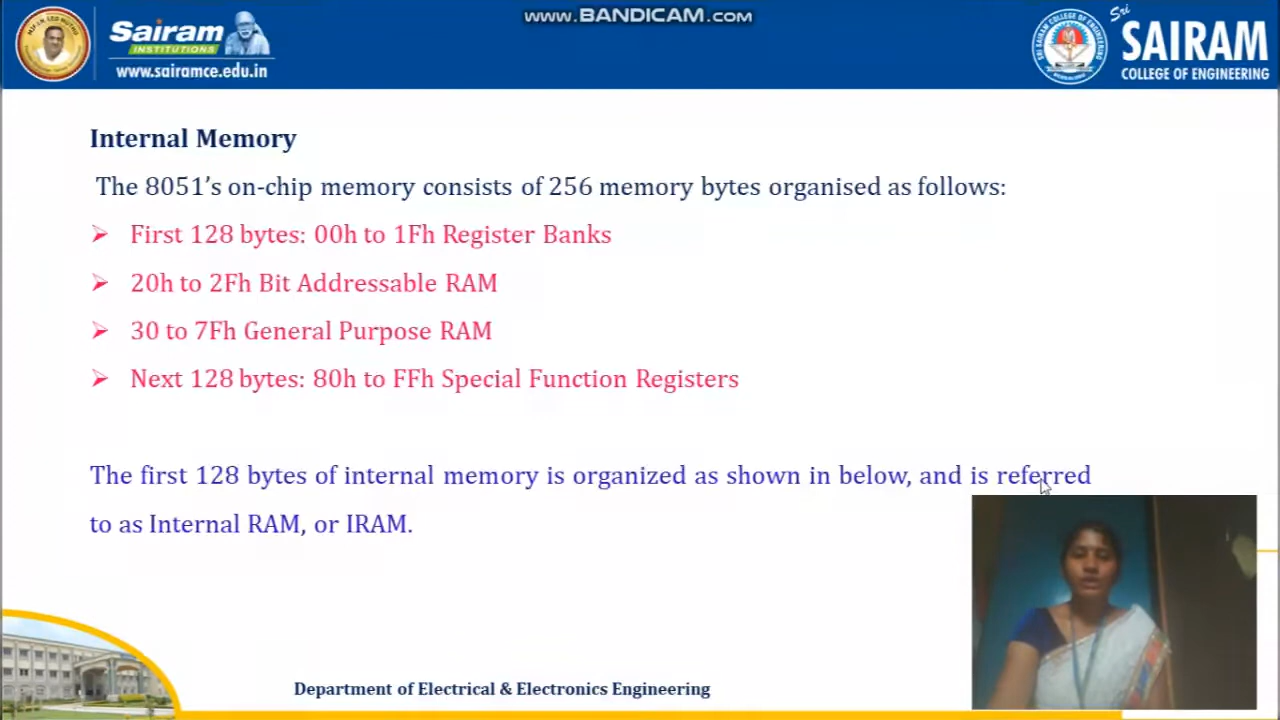 www.BANDICAM.com
Sairam
INSTITUTIONS
www.sairamce.edu.in
Sri
SAIRAM
COLLEGE OF ENGINEERING
Internal Memory
The 8051’s on-chip memory consists of 256 memory bytes organised as follows:
First 128 bytes: 00h to 1Fh Register Banks
20h to 2Fh Bit Addressable RAM
30 to 7Fh General Purpose RAM
Next 128 bytes: 80h to FFh Special Function Registers
The first 128 bytes of internal memory is organized as shown in below, and is referred
to as Internal RAM, or IRAM.
Department of Electrical & Electronics Engineering